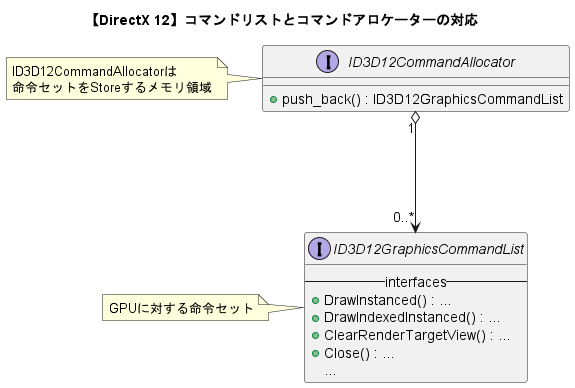 【DirectX 12】コマンドリストとコマンドアロケーターの対応
ID3D12CommandAllocatorは
命令セットをStoreするメモリ領域
I ID3D12CommandAllocator
push_back() : ID3D12GraphicsCommandList
1
0..*
I ID3D12GraphicsCommandList
interfaces
GPUに対する命令セット
DrawInstanced() : ...
DrawIndexedInstanced() : ...
ClearRenderTargetView() : ...
Close() : ...
...